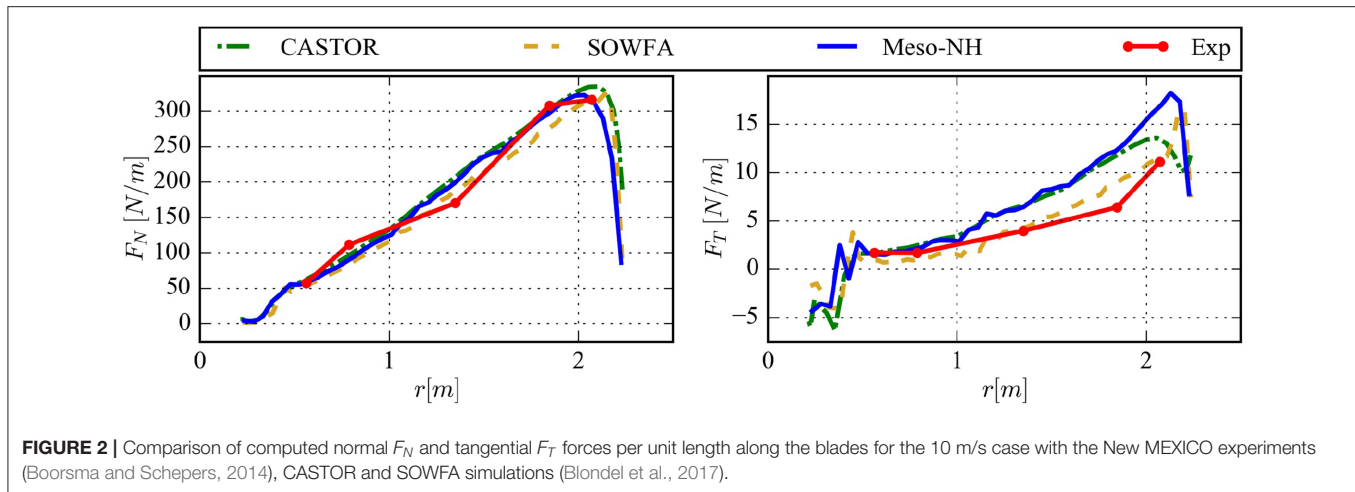 CASTOR SOWFA Meso-NH Exp
300
250
200
150
100
50
0
F_N [N/m]
0 1 2
r[m]
15
10
5
0
−5
F_T [N/m]
0 1 2
r[m]
FIGURE 2 | Comparison of computed normal F_N and tangential F_T forces per unit length along the blades for the 10 m/s case with the New MEXICO experiments
(Boorsma and Schepers, 2014), CASTOR and SOWFA simulations (Blondel et al., 2017).